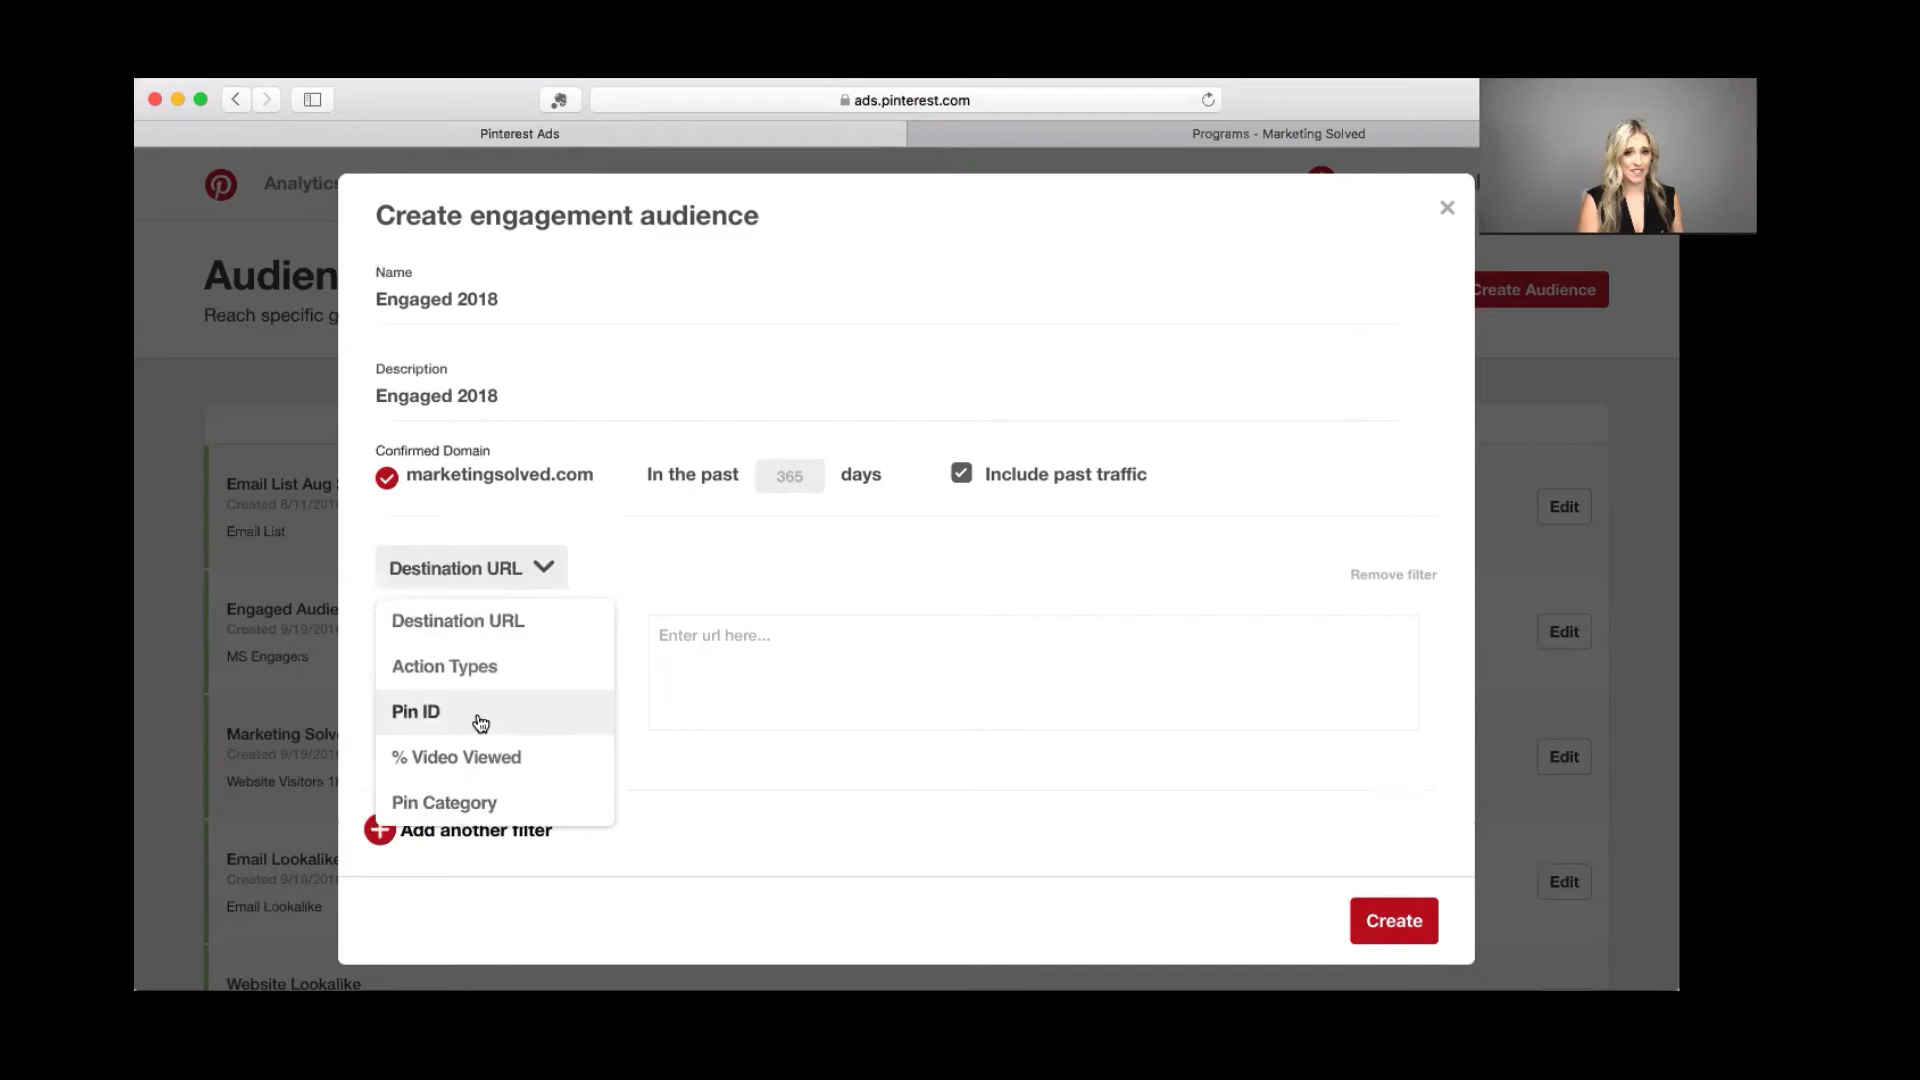 ads.pinterest.com
Pinterest Ads
Programs - Marketing Solved
Analytics
Create engagement audience
Audien
Reach specific g
Create Audience
Name
Engaged 2018
Description
Engaged 2018
Confirmed Domain
marketingsolved.com
In the past 365 days
Include past traffic
Destination URL
Remove filter
Destination URL
Action Types
Pin ID
% Video Viewed
Pin Category
Enter url here...
Add another filter
Create
Email List Aug
Created 8/11/201
Email List
Edit
Engaged Audie
Created 9/19/201
MS Engagers
Edit
Marketing Solv
Created 9/19/201
Website Visitors 18
Edit
Email Lookalike
Created 9/19/201
Email Lookalike
Edit
Website Lookalike